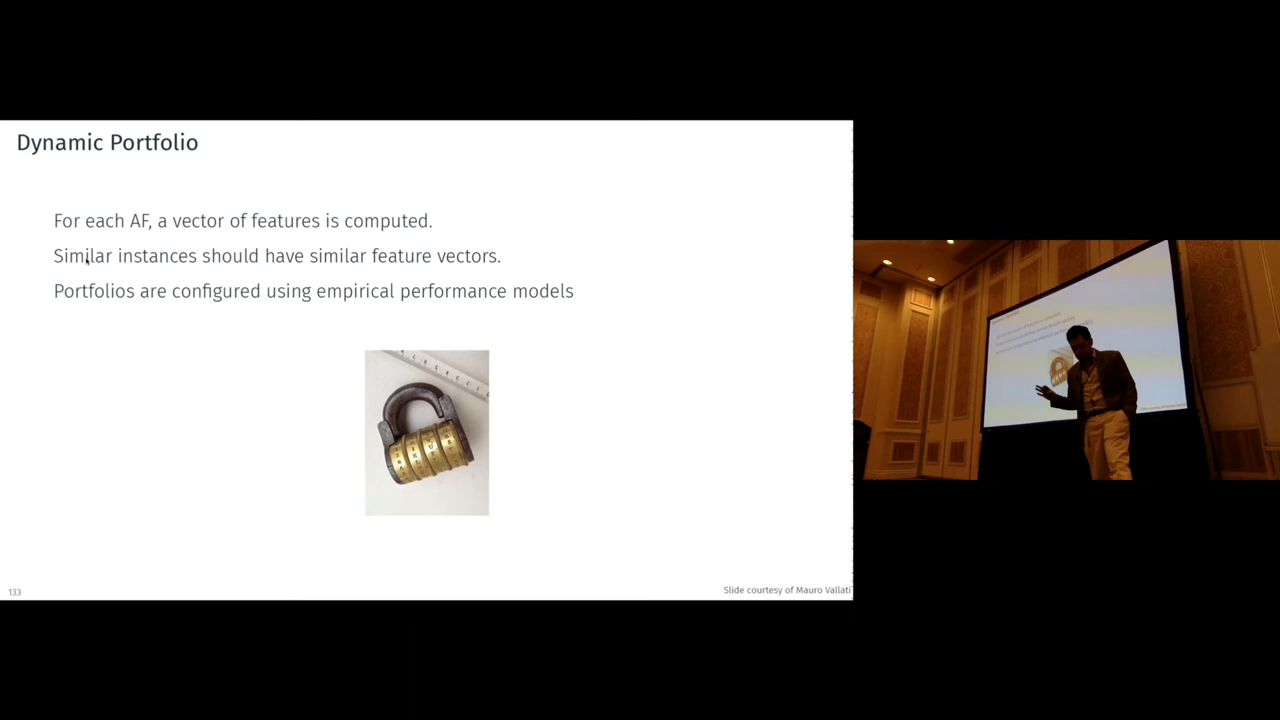 Dynamic Portfolio
For each AF, a vector of features is computed.
Similar instances should have similar feature vectors.
Portfolios are configured using empirical performance models
133
Slide courtesy of Mauro Vallati